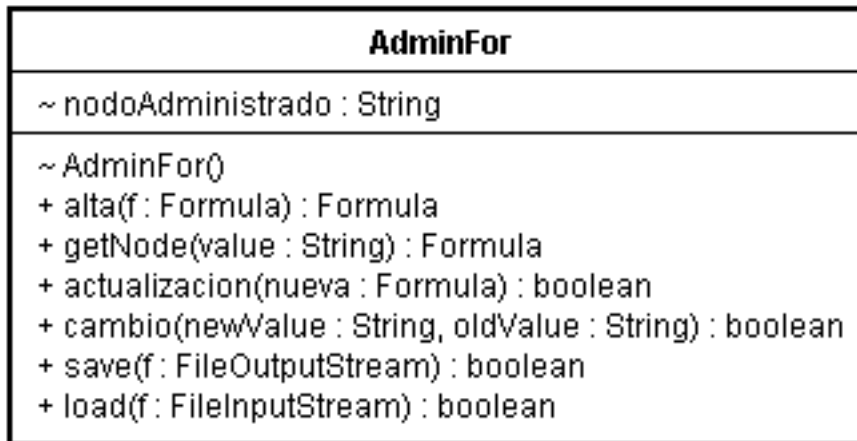 AdminFor
~ nodoAdministrado : String
~ AdminFor()
+ alta(f : Formula) : Formula
+ getNode(value : String) : Formula
+ actualizacion(nueva : Formula) : boolean
+ cambio(newValue : String, oldValue : String) : boolean
+ save(f : FileOutputStream) : boolean
+ load(f : FileInputStream) : boolean